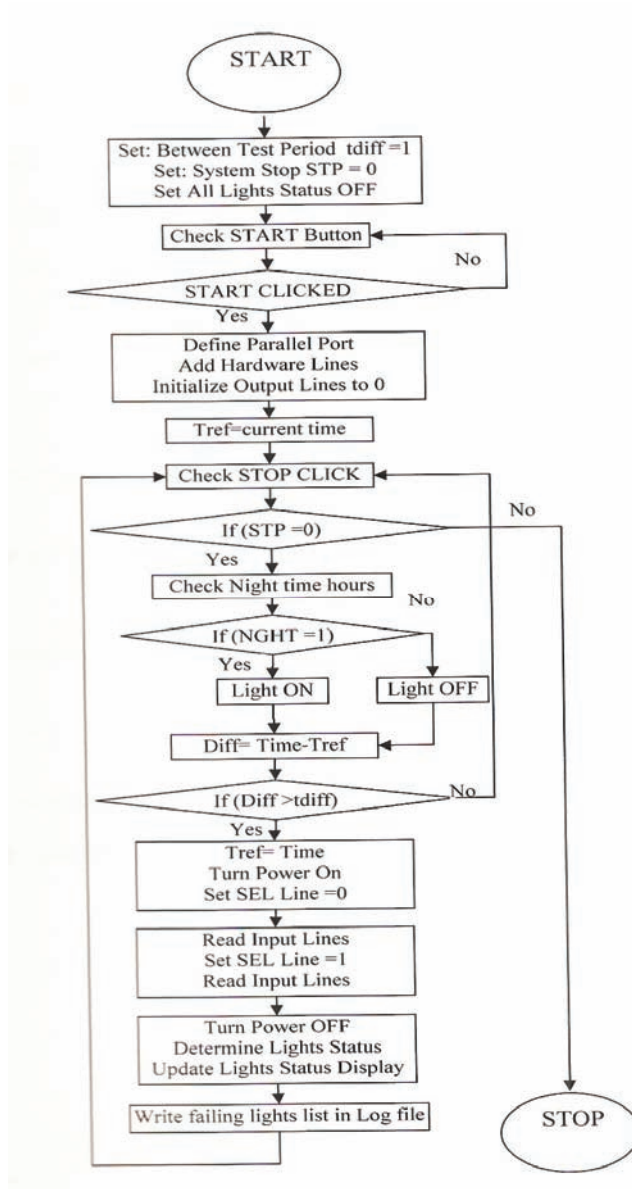 START
Set: Between Test Period tdiff =1
Set: System Stop STP = 0
Set All Lights Status OFF
Check START Button
No
START CLICKED
Yes
Define Parallel Port
Add Hardware Lines
Initialize Output Lines to 0
Tref=current time
Check STOP CLICK
No
If (STP =0)
Yes
Check Night time hours
No
If (NGHT =1)
Yes
Light ON
Light OFF
Diff= Time-Tref
If (Diff >tdiff)
No
Yes
Tref= Time
Turn Power On
Set SEL Line =0
Read Input Lines
Set SEL Line =1
Read Input Lines
Turn Power OFF
Determine Lights Status
Update Lights Status Display
Write failing lights list in Log file
STOP